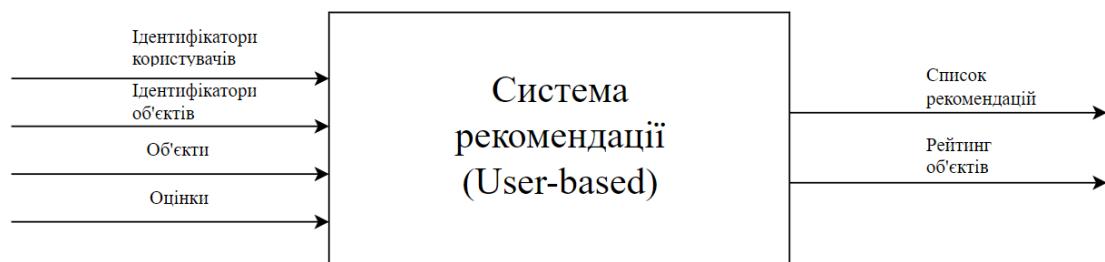 Ідентифікатори
користувачів
Ідентифікатори
об'єктів
Об'єкти
Оцінки
Система
рекомендації
(User-based)
Список
рекомендацій
Рейтинг
об'єктів